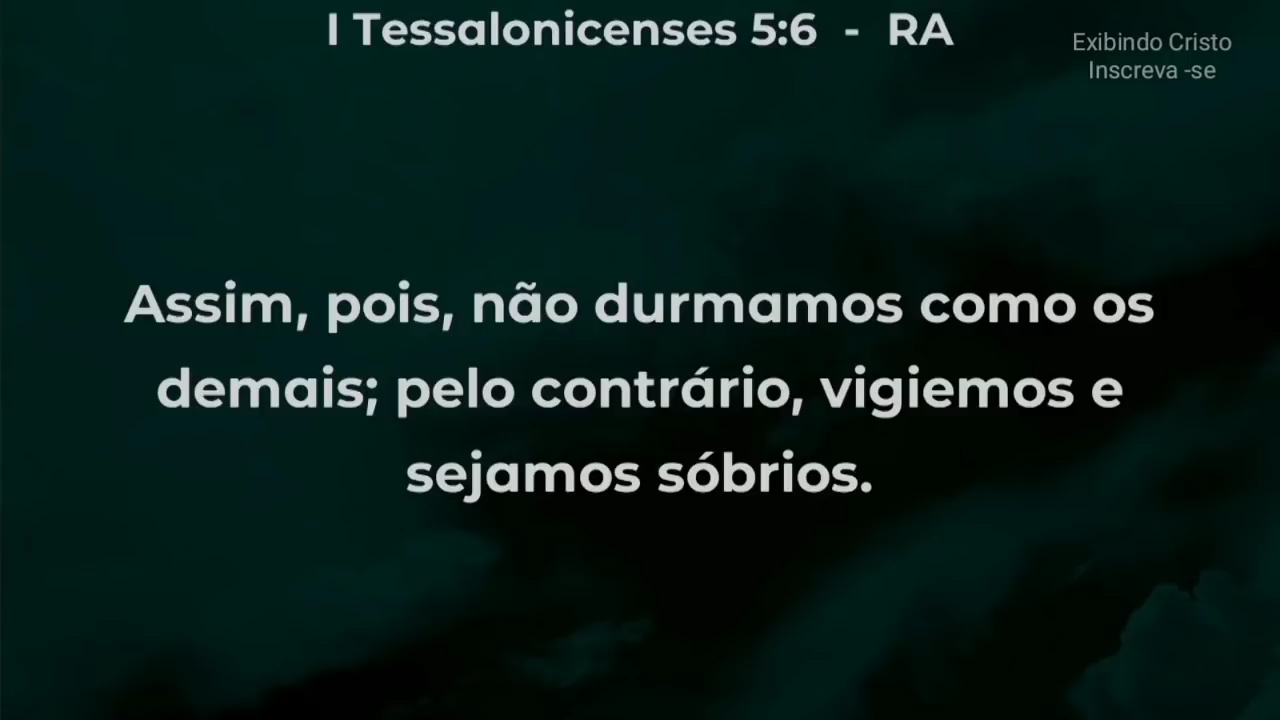 I Tessalonicenses 5:6 - RA
Exibindo Cristo
Inscreva -se
Assim, pois, não durmamos como os
demais; pelo contrário, vigiemos e
sejamos sóbrios.